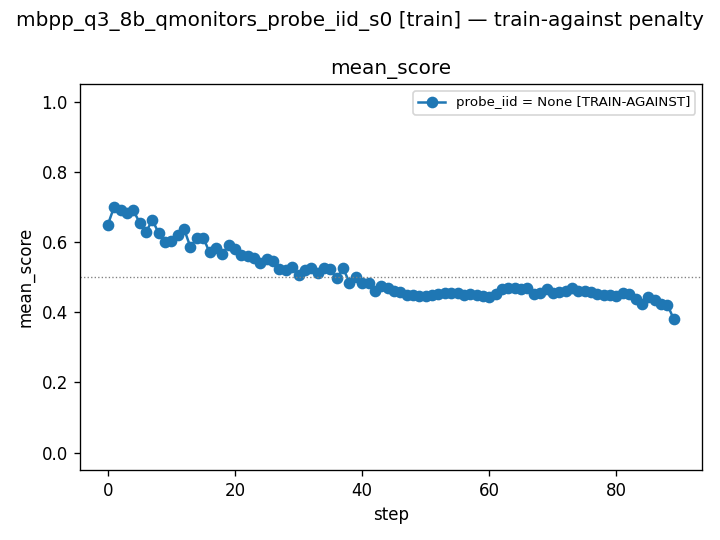 mbpp_q3_8b_qmonitors_probe_iid_s0 [train] — train-against penalty
mean_score
probe_iid = None [TRAIN-AGAINST]
1.0
0.8
0.6
0.4
0.2
0.0
mean_score
0 20 40 60 80
step